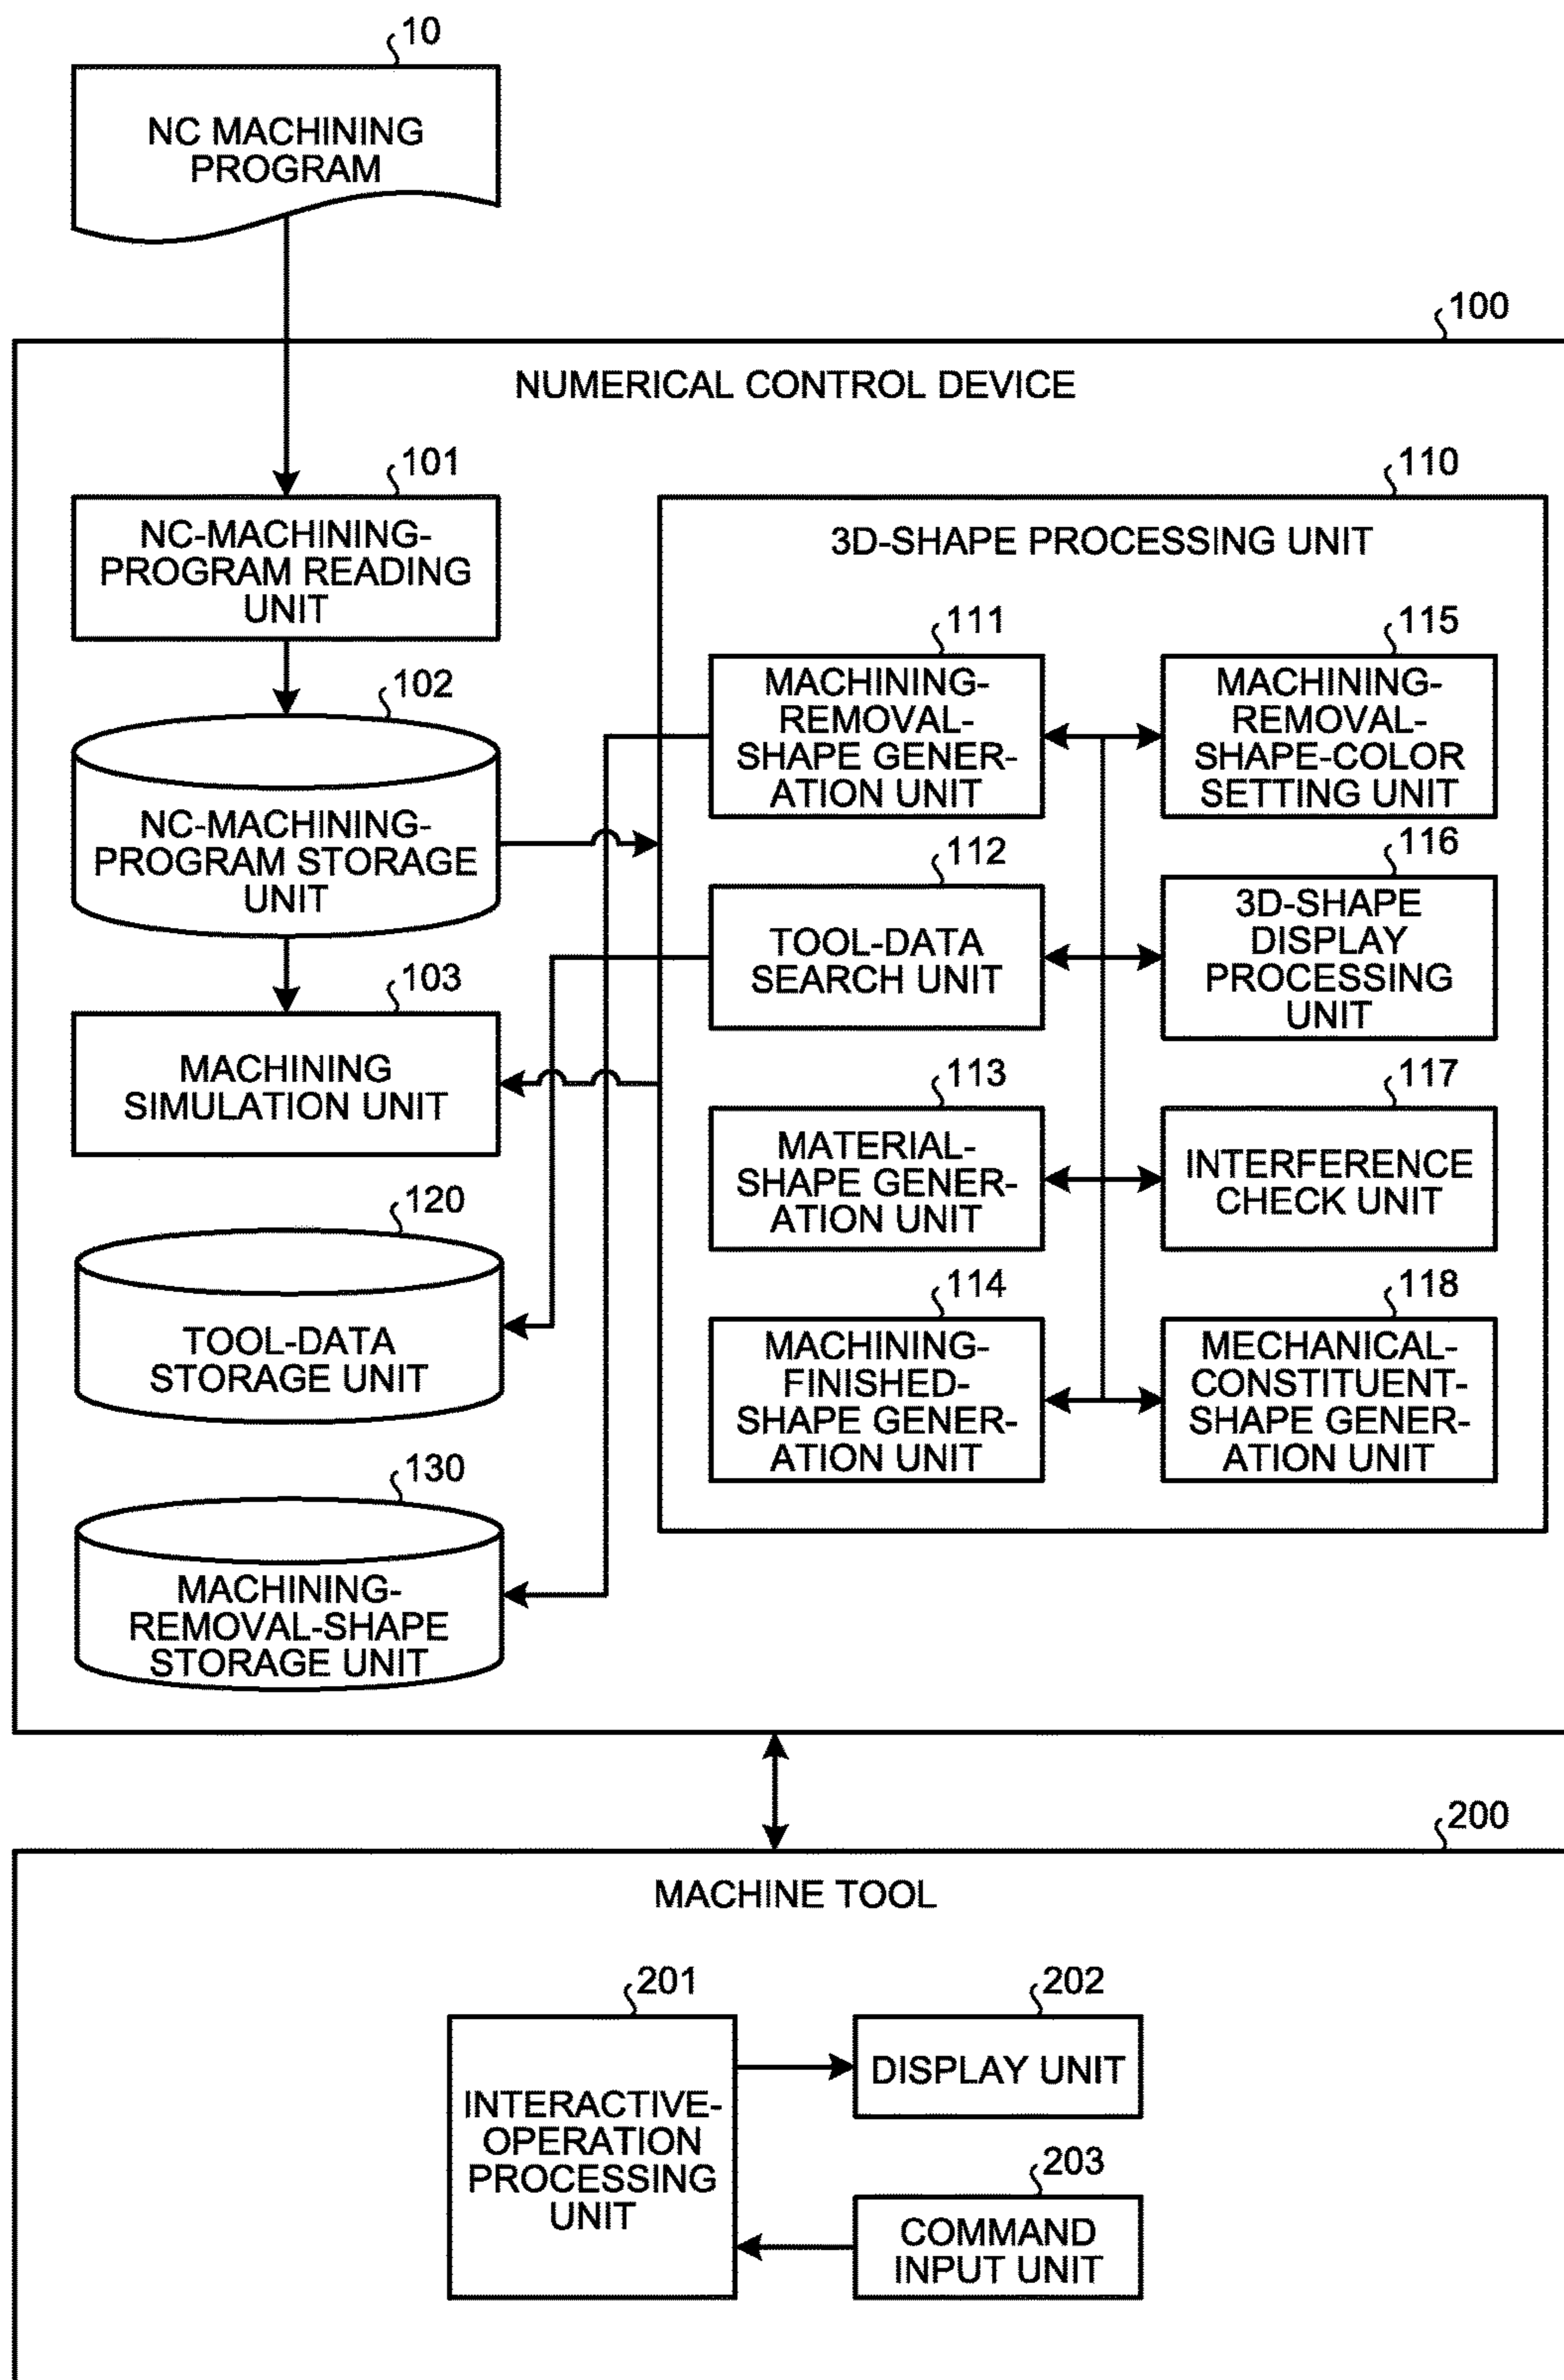 10
NC MACHINING
PROGRAM
100
NUMERICAL CONTROL DEVICE
101
NC-MACHINING-
PROGRAM READING
UNIT
102
NC-MACHINING-
PROGRAM STORAGE
UNIT
103
MACHINING
SIMULATION UNIT
120
TOOL-DATA
STORAGE UNIT
130
MACHINING-
REMOVAL-SHAPE
STORAGE UNIT
110
3D-SHAPE PROCESSING UNIT
111
MACHINING-
REMOVAL-
SHAPE GENER-
ATION UNIT
112
TOOL-DATA
SEARCH UNIT
113
MATERIAL-
SHAPE GENER-
ATION UNIT
114
MACHINING-
FINISHED-
SHAPE GENER-
ATION UNIT
115
MACHINING-
REMOVAL-
SHAPE-COLOR
SETTING UNIT
116
3D-SHAPE
DISPLAY
PROCESSING
UNIT
117
INTERFERENCE
CHECK UNIT
118
MECHANICAL-
CONSTITUENT-
SHAPE GENER-
ATION UNIT
200
MACHINE TOOL
201
INTERACTIVE-
OPERATION
PROCESSING
UNIT
202
DISPLAY UNIT
203
COMMAND
INPUT UNIT